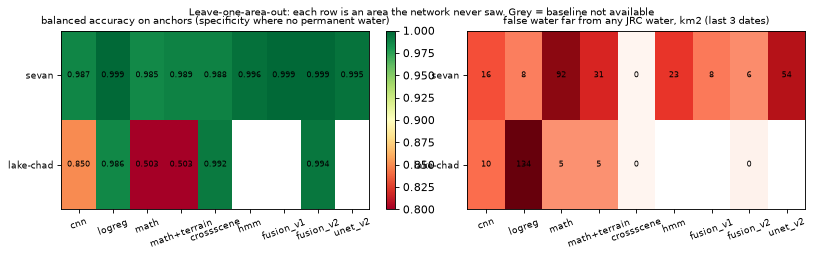 Leave-one-area-out: each row is an area the network never saw. Grey = baseline not available
balanced accuracy on anchors (specificity where no permanent water)
false water far from any JRC water, km2 (last 3 dates)
sevan
0.987 0.999 0.985 0.989 0.988 0.996 0.999 0.999 0.995
lake-chad
0.850 0.986 0.503 0.503 0.992 0.994
cnn logreg math math+terrain crossscene hmm fusion_v1 fusion_v2 unet_v2
1.000
0.975
0.950
0.925
0.900
0.875
0.850
0.825
0.800
sevan
16 8 92 31 0 23 8 6 54
lake-chad
10 5 5 0 0
cnn logreg math math+terrain crossscene hmm fusion_v1 fusion_v2 unet_v2